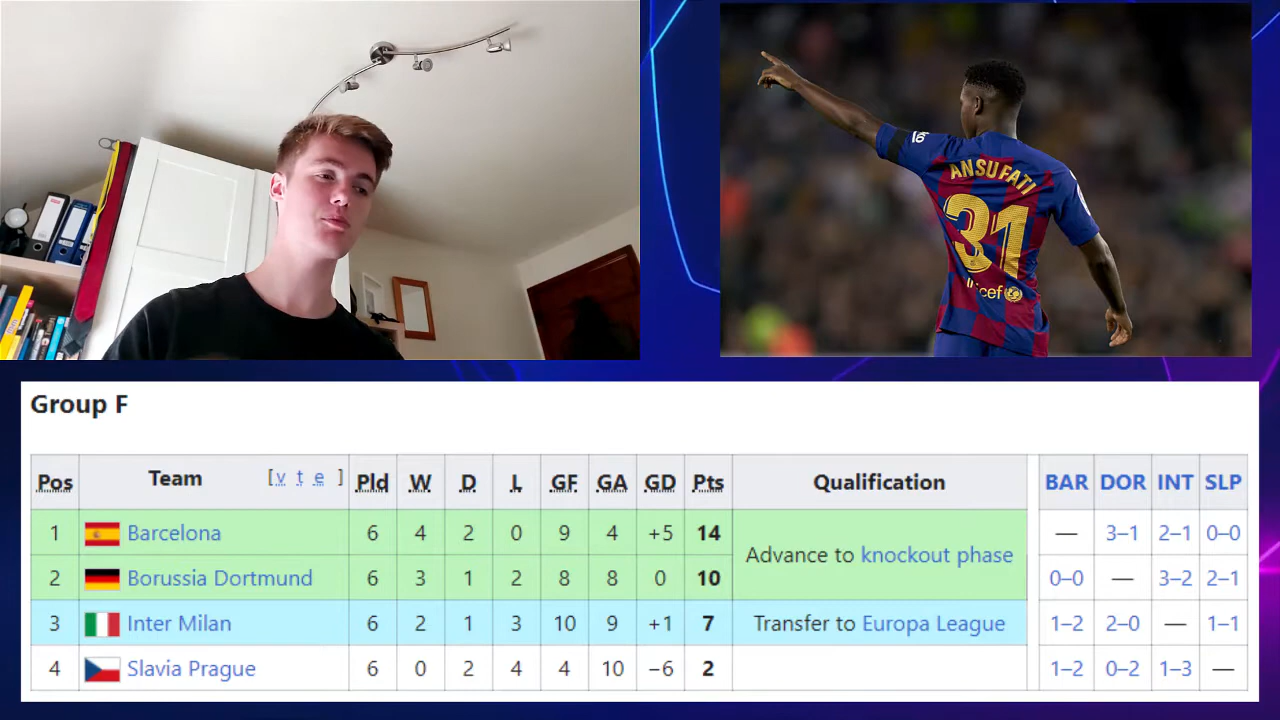 ANSU FATI
31
unicef
Group F
Pos Team [ v t e ] Pld W D L GF GA GD Pts Qualification BAR DOR INT SLP
1 Barcelona 6 4 2 0 9 4 +5 14 Advance to knockout phase — 3–1 2–1 0–0
2 Borussia Dortmund 6 3 1 2 8 8 0 10 0–0 — 3–2 2–1
3 Inter Milan 6 2 1 3 10 9 +1 7 Transfer to Europa League 1–2 2–0 — 1–1
4 Slavia Prague 6 0 2 4 4 10 −6 2 1–2 0–2 1–3 —